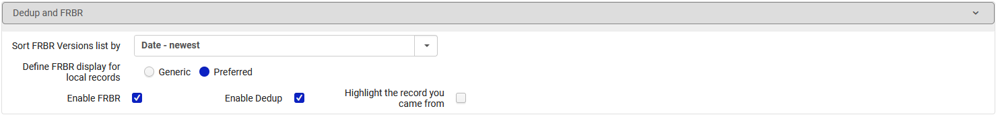 Dedup and FRBR
Sort FRBR Versions list by
Date - newest
Define FRBR display for
local records
Generic
Preferred
Enable FRBR
Enable Dedup
Highlight the record you
came from